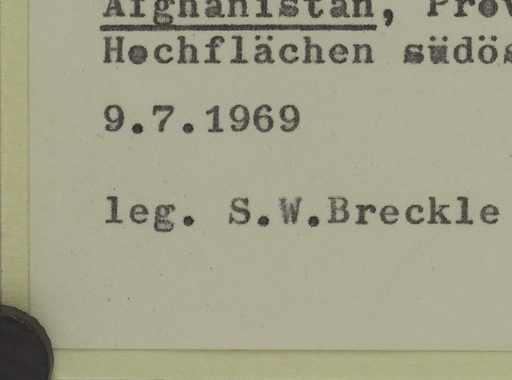 Afghanistan, Prov
Hochflächen südös
9.7.1969
leg. S.W.Breckle